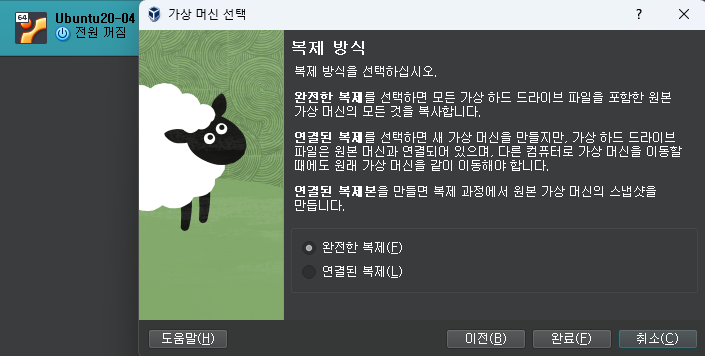 64
Ubuntu20-04
전원 꺼짐
가상 머신 선택
?
복제 방식
복제 방식을 선택하십시오.
완전한 복제를 선택하면 모든 가상 하드 드라이브 파일을 포함한 원본
가상 머신의 모든 것을 복사합니다.
연결된 복제를 선택하면 새 가상 머신을 만들지만, 가상 하드 드라이브
파일은 원본 머신과 연결되어 있으며, 다른 컴퓨터로 가상 머신을 이동할
때에도 원래 가상 머신을 같이 이동해야 합니다.
연결된 복제본을 만들면 복제 과정에서 원본 가상 머신의 스냅샷을
만듭니다.
완전한 복제(F)
연결된 복제(L)
도움말(H)
이전(B)
완료(F)
취소(C)